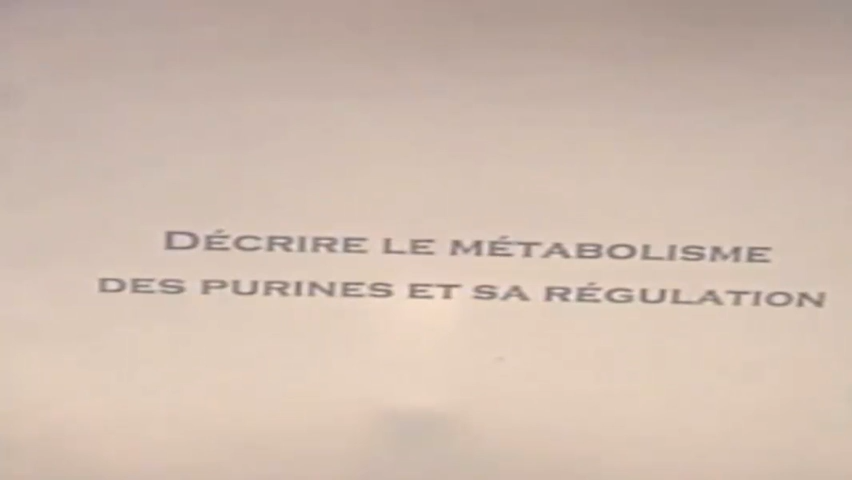 DÉCRIRE LE MÉTABOLISME
DES PURINES ET SA RÉGULATION